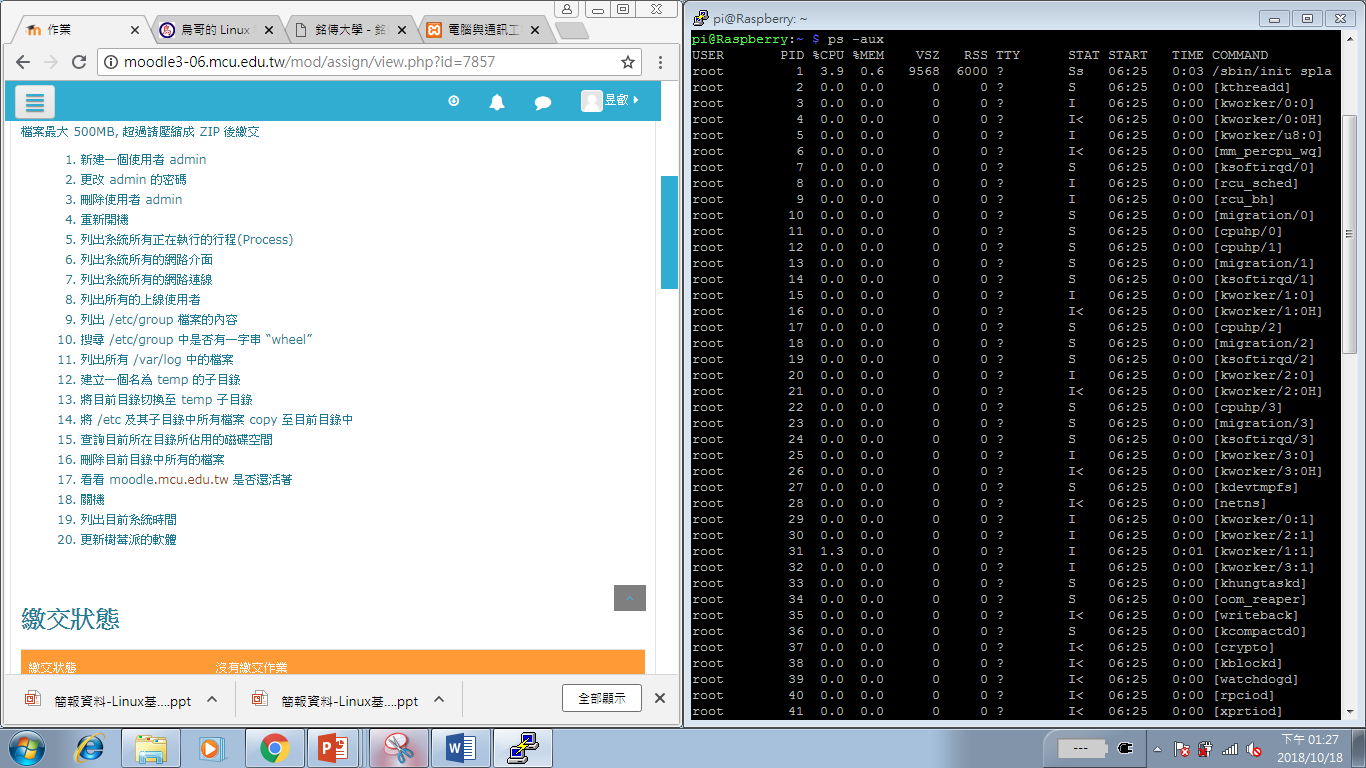 作業
鳥哥的 Linux
銘傳大學 - 銘
電腦與通訊工
moodle3-06.mcu.edu.tw/mod/assign/view.php?id=7857
昱叡
檔案最大 500MB, 超過請壓縮成 ZIP 後繳交
1. 新建一個使用者 admin
2. 更改 admin 的密碼
3. 刪除使用者 admin
4. 重新開機
5. 列出系統所有正在執行的行程(Process)
6. 列出系統所有的網路介面
7. 列出系統所有的網路連線
8. 列出所有的上線使用者
9. 列出 /etc/group 檔案的內容
10. 搜尋 /etc/group 中是否有一字串 “wheel”
11. 列出所有 /var/log 中的檔案
12. 建立一個名為 temp 的子目錄
13. 將目前目錄切換至 temp 子目錄
14. 將 /etc 及其子目錄中所有檔案 copy 至目前目錄中
15. 查詢目前所在目錄所佔用的磁碟空間
16. 刪除目前目錄中所有的檔案
17. 看看 moodle.mcu.edu.tw 是否還活著
18. 關機
19. 列出目前系統時間
20. 更新樹莓派的軟體
繳交狀態
繳交狀態 沒有繳交作業
簡報資料-Linux基....ppt
簡報資料-Linux基....ppt
全部顯示
pi@Raspberry: ~
pi@Raspberry:~ $ ps -aux
USER PID %CPU %MEM VSZ RSS TTY STAT START TIME COMMAND
root 1 3.9 0.6 9568 6000 ? Ss 06:25 0:03 /sbin/init spla
root 2 0.0 0.0 0 0 ? S 06:25 0:00 [kthreadd]
root 3 0.0 0.0 0 0 ? I 06:25 0:00 [kworker/0:0]
root 4 0.0 0.0 0 0 ? I< 06:25 0:00 [kworker/0:0H]
root 5 0.0 0.0 0 0 ? I 06:25 0:00 [kworker/u8:0]
root 6 0.0 0.0 0 0 ? I< 06:25 0:00 [mm_percpu_wq]
root 7 0.0 0.0 0 0 ? S 06:25 0:00 [ksoftirqd/0]
root 8 0.0 0.0 0 0 ? I 06:25 0:00 [rcu_sched]
root 9 0.0 0.0 0 0 ? I 06:25 0:00 [rcu_bh]
root 10 0.0 0.0 0 0 ? S 06:25 0:00 [migration/0]
root 11 0.0 0.0 0 0 ? S 06:25 0:00 [cpuhp/0]
root 12 0.0 0.0 0 0 ? S 06:25 0:00 [cpuhp/1]
root 13 0.0 0.0 0 0 ? S 06:25 0:00 [migration/1]
root 14 0.0 0.0 0 0 ? S 06:25 0:00 [ksoftirqd/1]
root 15 0.0 0.0 0 0 ? I 06:25 0:00 [kworker/1:0]
root 16 0.0 0.0 0 0 ? I< 06:25 0:00 [kworker/1:0H]
root 17 0.0 0.0 0 0 ? S 06:25 0:00 [cpuhp/2]
root 18 0.0 0.0 0 0 ? S 06:25 0:00 [migration/2]
root 19 0.0 0.0 0 0 ? S 06:25 0:00 [ksoftirqd/2]
root 20 0.0 0.0 0 0 ? I 06:25 0:00 [kworker/2:0]
root 21 0.0 0.0 0 0 ? I< 06:25 0:00 [kworker/2:0H]
root 22 0.0 0.0 0 0 ? S 06:25 0:00 [cpuhp/3]
root 23 0.0 0.0 0 0 ? S 06:25 0:00 [migration/3]
root 24 0.0 0.0 0 0 ? S 06:25 0:00 [ksoftirqd/3]
root 25 0.0 0.0 0 0 ? I 06:25 0:00 [kworker/3:0]
root 26 0.0 0.0 0 0 ? I< 06:25 0:00 [kworker/3:0H]
root 27 0.0 0.0 0 0 ? S 06:25 0:00 [kdevtmpfs]
root 28 0.0 0.0 0 0 ? I< 06:25 0:00 [netns]
root 29 0.0 0.0 0 0 ? I 06:25 0:00 [kworker/0:1]
root 30 0.0 0.0 0 0 ? I 06:25 0:00 [kworker/2:1]
root 31 1.3 0.0 0 0 ? I 06:25 0:01 [kworker/1:1]
root 32 0.0 0.0 0 0 ? I 06:25 0:00 [kworker/3:1]
root 33 0.0 0.0 0 0 ? S 06:25 0:00 [khungtaskd]
root 34 0.0 0.0 0 0 ? S 06:25 0:00 [oom_reaper]
root 35 0.0 0.0 0 0 ? I< 06:25 0:00 [writeback]
root 36 0.0 0.0 0 0 ? S 06:25 0:00 [kcompactd0]
root 37 0.0 0.0 0 0 ? I< 06:25 0:00 [crypto]
root 38 0.0 0.0 0 0 ? I< 06:25 0:00 [kblockd]
root 39 0.0 0.0 0 0 ? I< 06:25 0:00 [watchdogd]
root 40 0.0 0.0 0 0 ? I< 06:25 0:00 [rpciod]
root 41 0.0 0.0 0 0 ? I< 06:25 0:00 [xprtiod]
---
下午 01:27
2018/10/18